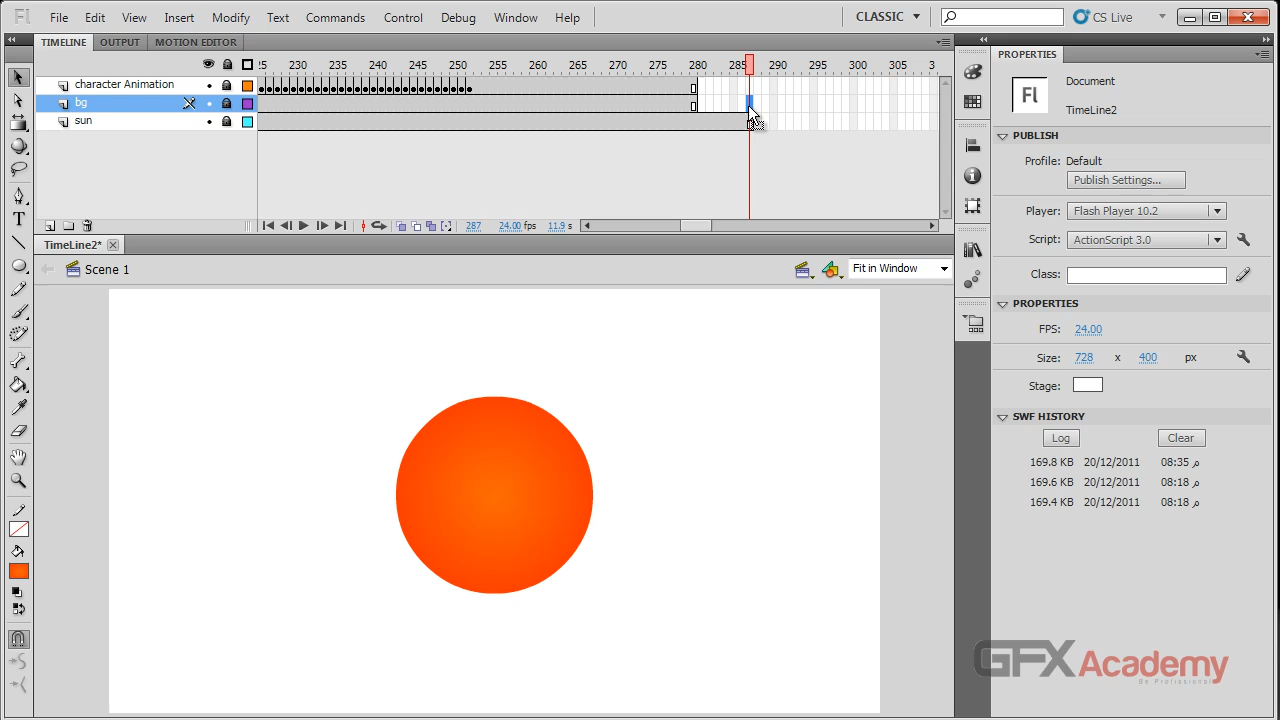 Fl File Edit View Insert Modify Text Commands Control Debug Window Help CLASSIC CS Live
TIMELINE OUTPUT MOTION EDITOR
230 235 240 245 250 255 260 265 270 275 280 285 290 295 300 305 3
character Animation
bg
sun
287 24.00 fps 11.9 s
TimeLine2*
Scene 1 Fit in Window
T
PROPERTIES
Fl
Document
TimeLine2
PUBLISH
Profile: Default
Publish Settings...
Player: Flash Player 10.2
Script: ActionScript 3.0
Class:
PROPERTIES
FPS: 24.00
Size: 728 x 400 px
Stage:
SWF HISTORY
Log Clear
169.8 KB 20/12/2011 08:35 م
169.6 KB 20/12/2011 08:18 م
169.4 KB 20/12/2011 08:18 م
GFX Academy
Be Professional